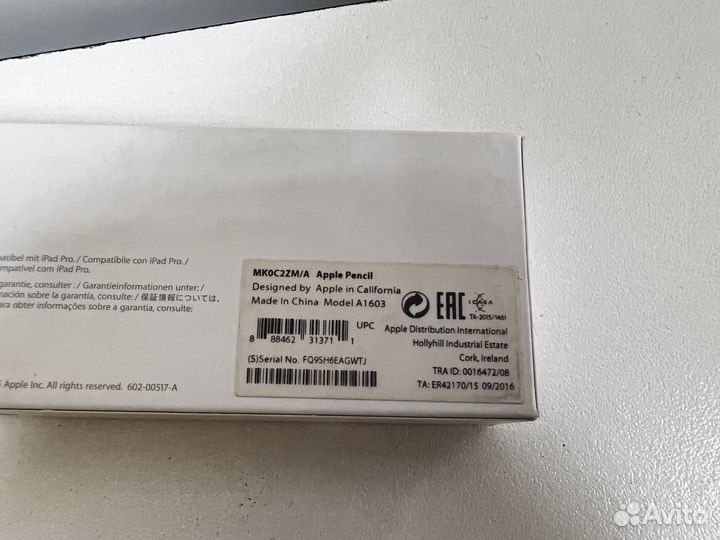 atibel mit iPad Pro. / Compatibile con iPad Pro. /
mpatível com iPad Pro.
garantie, consulter : / Garantieinformationen unter: /
mación sobre la garantía, consulte: / 保証情報については、
ara obter informações sobre a garantia, consulte:
Apple Inc. All rights reserved. 602-00517-A
MK0C2ZM/A Apple Pencil
Designed by Apple in California
Made In China Model A1603
EAC
TA-2015/1461
8 88462 31371 1
UPC
Apple Distribution International
Hollyhill Industrial Estate
Cork, Ireland
(S)Serial No. FQ9SH6EAGWTJ
TRA ID: 0016472/08
TA: ER42170/15 09/2016
Avito